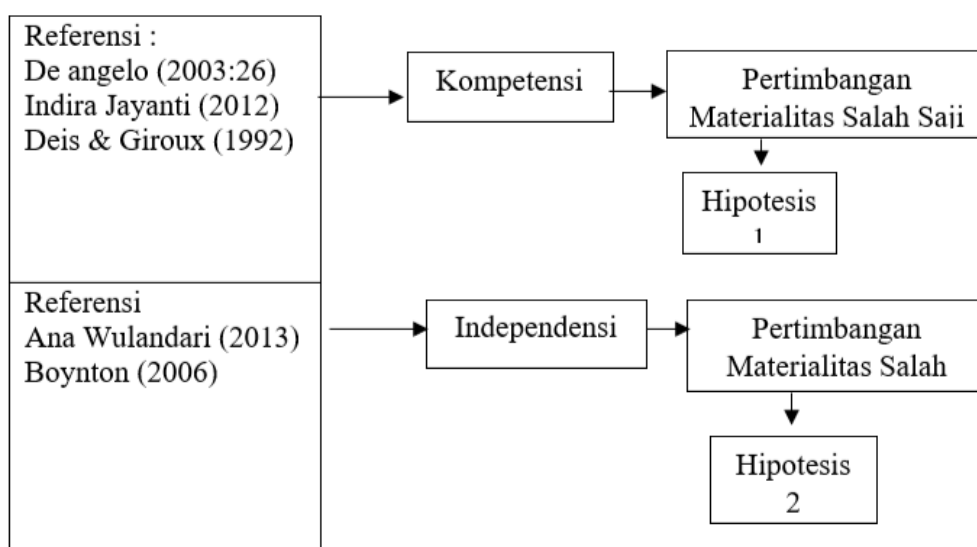 Referensi :
De angelo (2003:26)
Indira Jayanti (2012)
Deis & Giroux (1992)
Kompetensi
Pertimbangan
Materialitas Salah Saji
Hipotesis
1
Referensi
Ana Wulandari (2013)
Boynton (2006)
Independensi
Pertimbangan
Materialitas Salah
Hipotesis
2